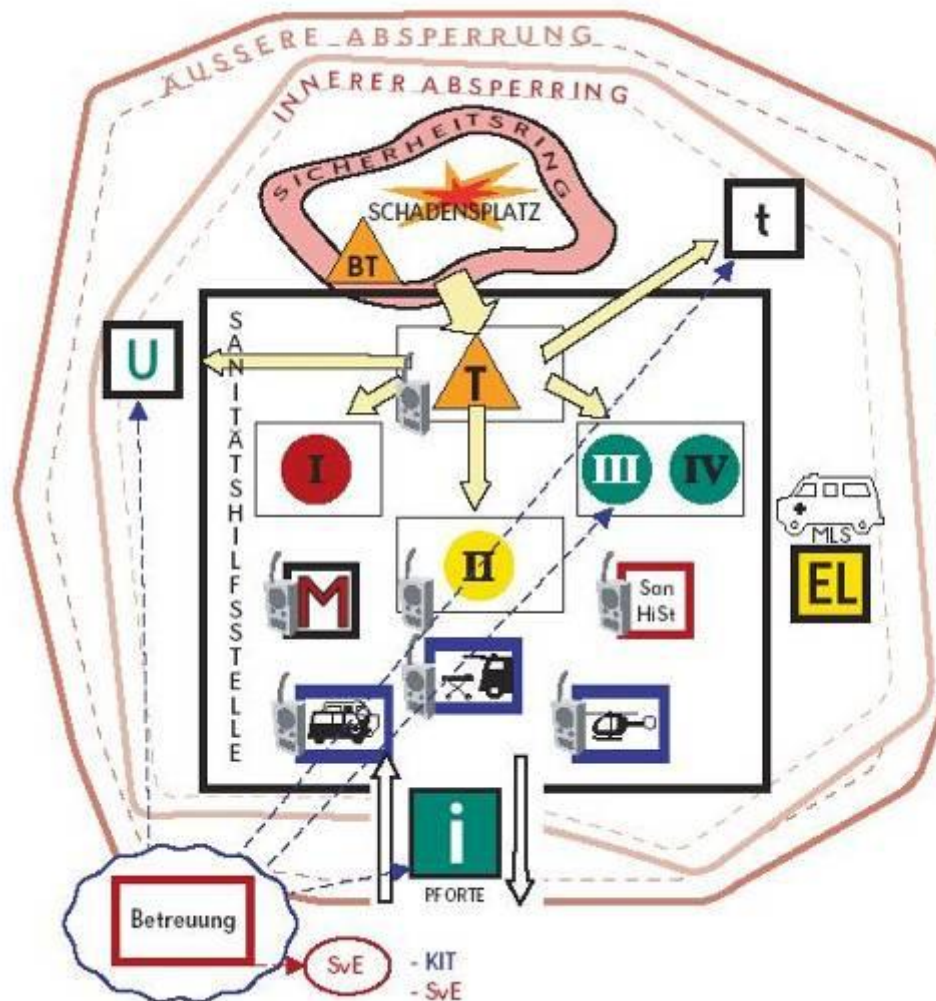 ÄUSSERE ABSPERRUNG
INNERER ABSPERRING
SICHERHEITSRING
SCHADENSPLATZ
BT
t
SANITÄTSHILFSSTELLE
U
T
I
III
IV
II
MLS
EL
M
San
HiSt
i
PFORTE
Betreuung
SvE
- KIT
- SvE